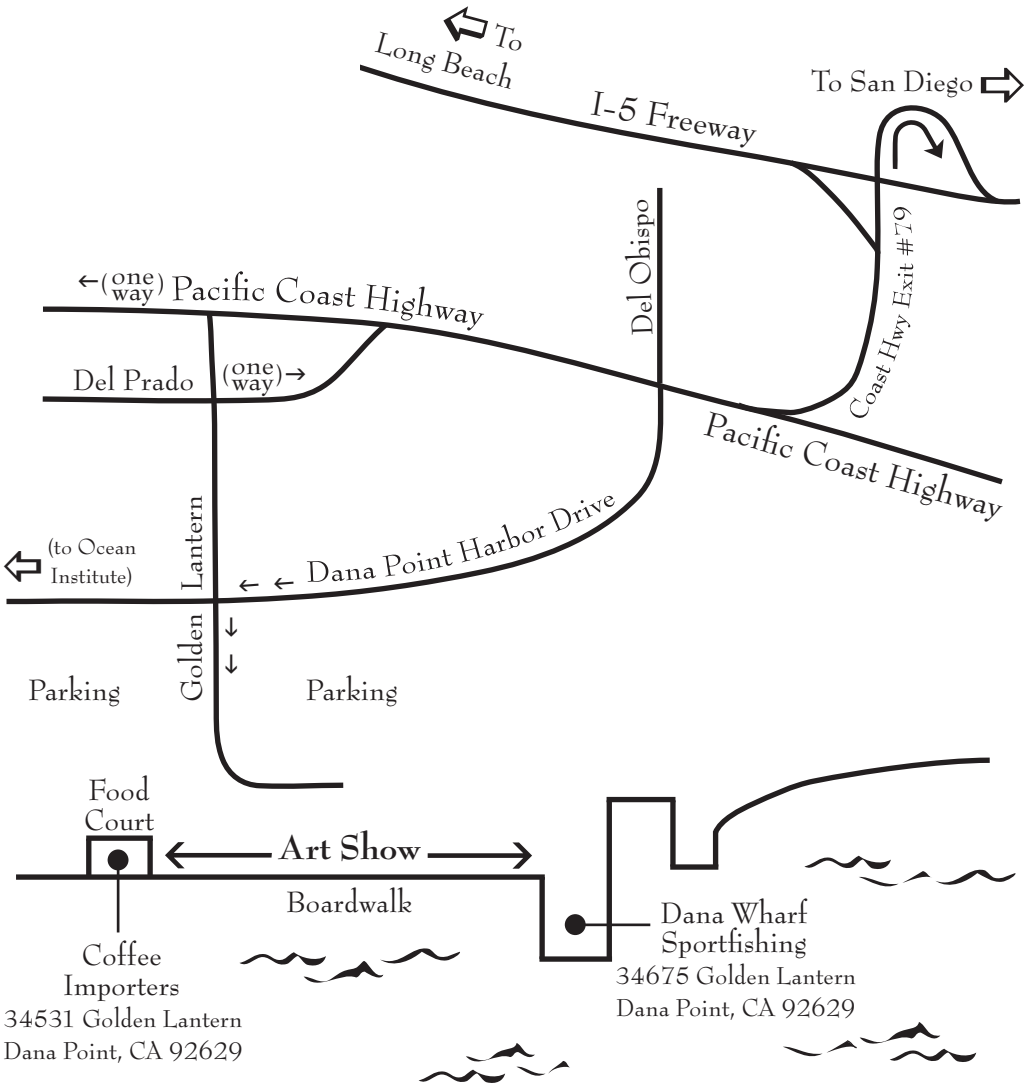 To
Long Beach
To San Diego
I-5 Freeway
Del Obispo
Coast Hwy Exit #79
(one way)
Pacific Coast Highway
Del Prado
(one way)
Pacific Coast Highway
Golden Lantern
Dana Point Harbor Drive
(to Ocean
Institute)
Parking
Parking
Food
Court
Art Show
Boardwalk
Coffee
Importers
34531 Golden Lantern
Dana Point, CA 92629
Dana Wharf
Sportfishing
34675 Golden Lantern
Dana Point, CA 92629